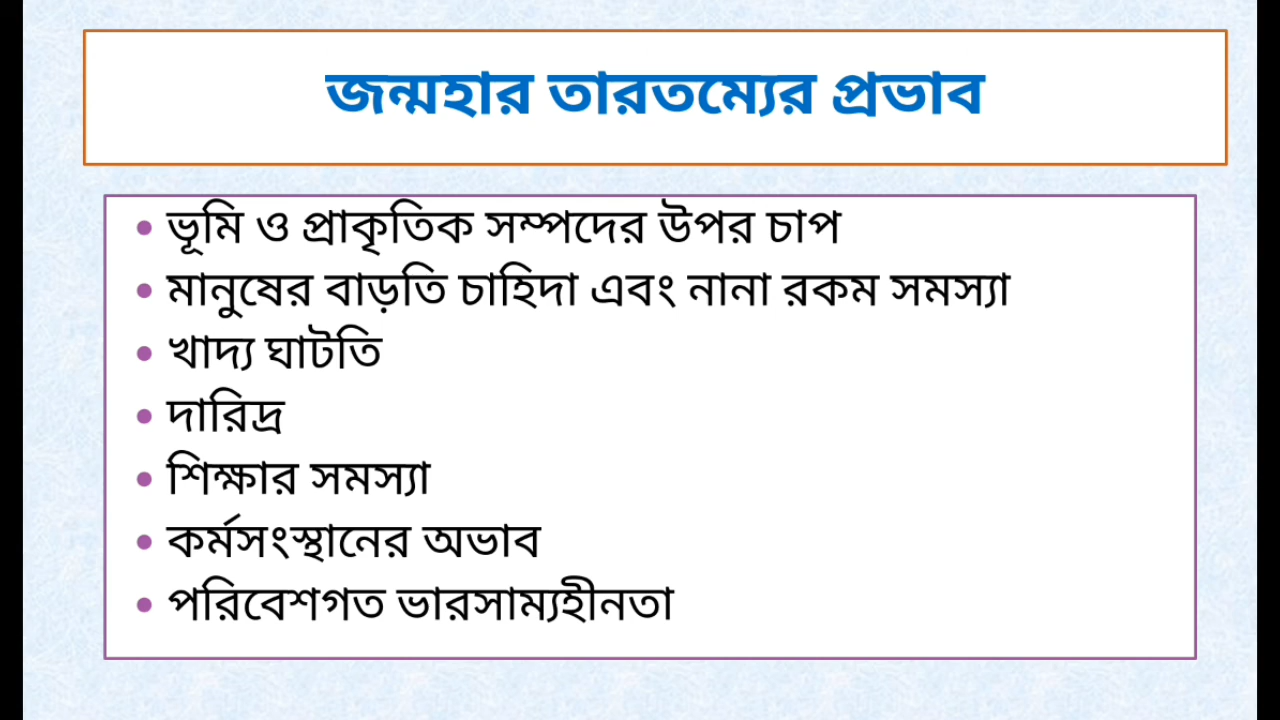 জন্মহার তারতম্যের প্রভাব
• ভূমি ও প্রাকৃতিক সম্পদের উপর চাপ
• মানুষের বাড়তি চাহিদা এবং নানা রকম সমস্যা
• খাদ্য ঘাটতি
• দারিদ্র
• শিক্ষার সমস্যা
• কর্মসংস্থানের অভাব
• পরিবেশগত ভারসাম্যহীনতা